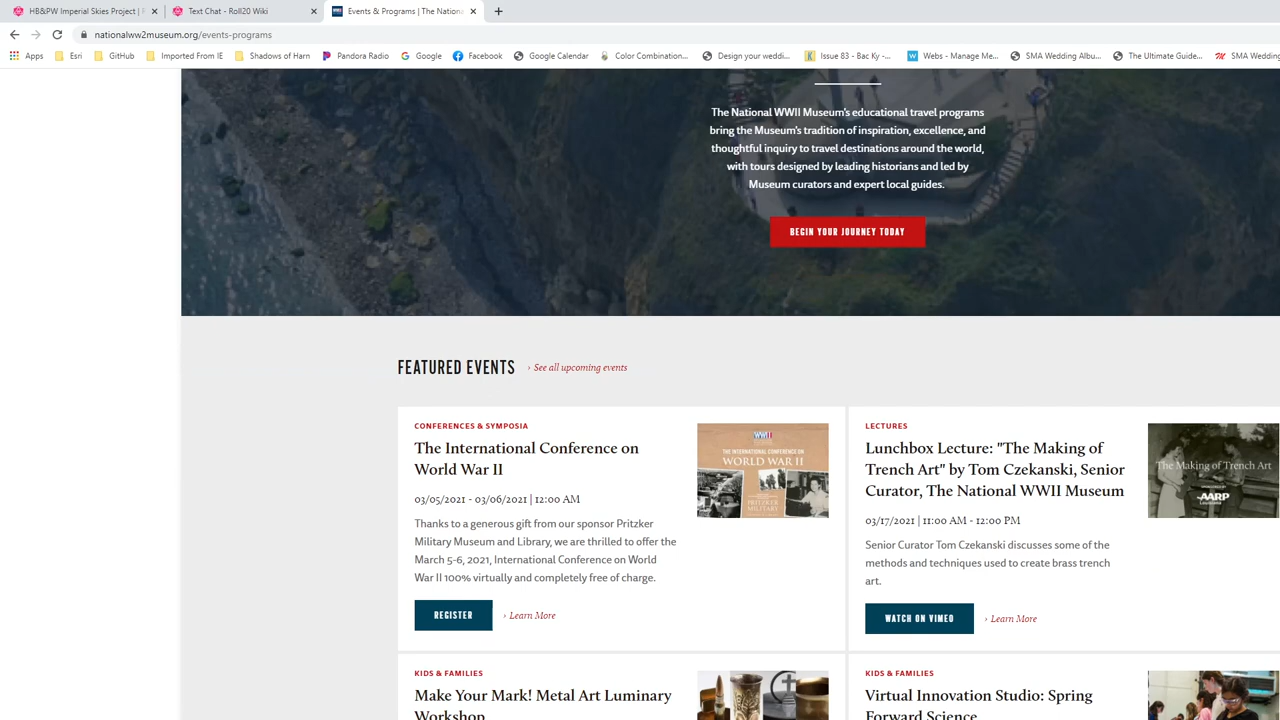 HB&PW Imperial Skies Project |
Text Chat - Roll20 Wiki
Events & Programs | The Nationa
nationalww2museum.org/events-programs
Apps
Esri
GitHub
Imported From IE
Shadows of Harn
Pandora Radio
Google
Facebook
Google Calendar
Color Combination...
Design your weddi...
Issue 83 - Bac Ky -...
Webs - Manage Me...
SMA Wedding Albu...
The Ultimate Guide...
SMA Wedding
The National WWII Museum's educational travel programs
bring the Museum's tradition of inspiration, excellence, and
thoughtful inquiry to travel destinations around the world,
with tours designed by leading historians and led by
Museum curators and expert local guides.
BEGIN YOUR JOURNEY TODAY
FEATURED EVENTS
› See all upcoming events
CONFERENCES & SYMPOSIA
The International Conference on
World War II
03/05/2021 - 03/06/2021 | 12:00 AM
Thanks to a generous gift from our sponsor Pritzker
Military Museum and Library, we are thrilled to offer the
March 5-6, 2021, International Conference on World
War II 100% virtually and completely free of charge.
REGISTER
› Learn More
THE INTERNATIONAL CONFERENCE ON
WORLD WAR II
PRITZKER
MILITARY
LECTURES
Lunchbox Lecture: "The Making of
Trench Art" by Tom Czekanski, Senior
Curator, The National WWII Museum
03/17/2021 | 11:00 AM - 12:00 PM
Senior Curator Tom Czekanski discusses some of the
methods and techniques used to create brass trench
art.
WATCH ON VIMEO
› Learn More
The Making of Trench Art
AARP
KIDS & FAMILIES
Make Your Mark! Metal Art Luminary
Workshop
KIDS & FAMILIES
Virtual Innovation Studio: Spring
Forward Science